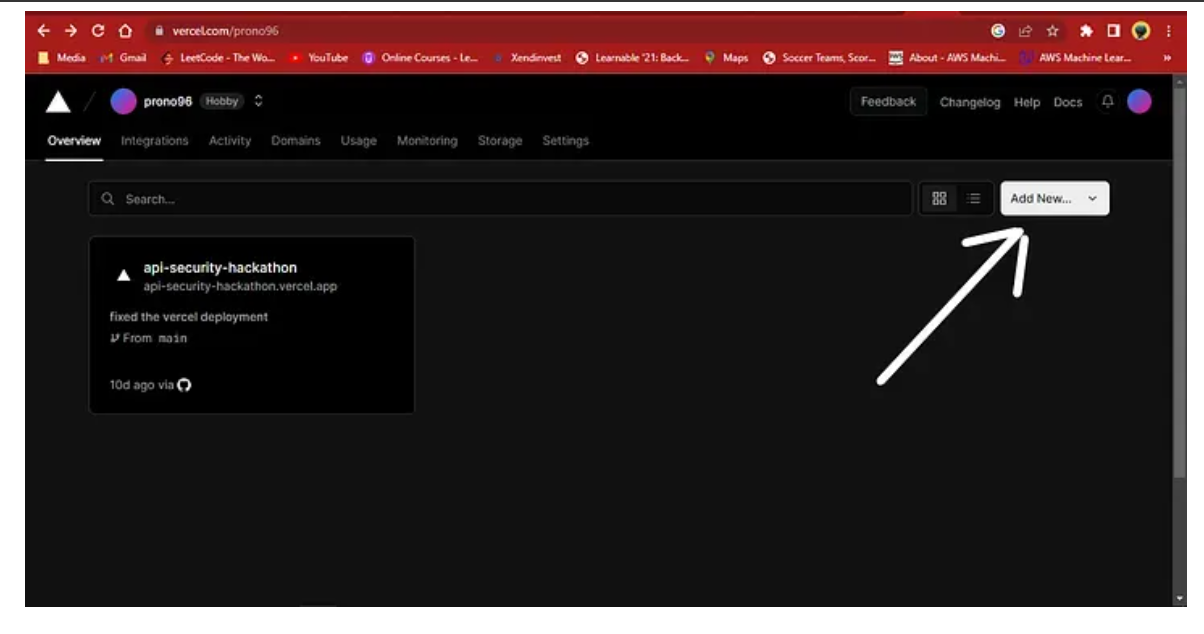 vercel.com/prono96
Media Gmail LeetCode - The Wo... YouTube Online Courses - Le... Xendinvest Learnable '21: Back... Maps Soccer Teams, Scor... About - AWS Machi... AWS Machine Lear... »
prono96 Hobby Feedback Changelog Help Docs
Overview Integrations Activity Domains Usage Monitoring Storage Settings
Search... Add New...
api-security-hackathon
api-security-hackathon.vercel.app
fixed the vercel deployment
From main
10d ago via